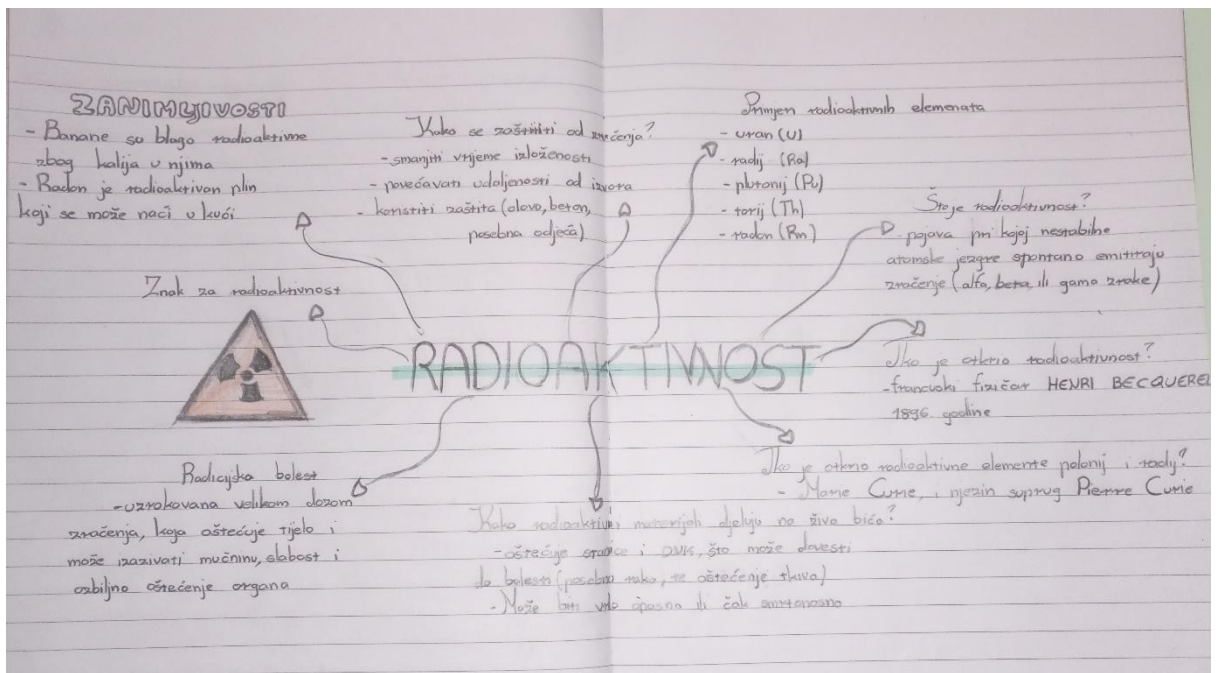 ZANIMLJIVOSTI
- Banane su blago radioaktivne
zbog kalija u njima
- Radon je radioaktivan plin
koji se može naći u kući
Kako se zaštititi od zračenja?
- smanjiti vrijeme izloženosti
- povećavati udaljenosti od izvora
- koristiti zaštita (olovo, beton,
posebna odjeća)
Primjen radioaktivnih elemenata
- uran (U)
- radij (Ra)
- plutonij (Pu)
- torij (Th)
- radon (Rn)
Što je radioaktivnost?
pojava pri kojoj nestabilne
atomske jezgre spontano emitiraju
zračenje (alfa, beta, ili gama zrake)
Znak za radioaktivnost
RADIOAKTIVNOST
Tko je otkrio radioaktivnost?
- francuski fizičar HENRI BECQUEREL
1896. godine
Tko je otkrio radioaktivne elemente polonij i radij?
- Marie Curie, i njezin suprug Pierre Curie
Radicijska bolest
- uzrokovana velikom dozom
zračenja, koja oštećuje tijelo i
može izazivati mučninu, slabost i
ozbiljno oštećenje organa
Kako radioaktivni materijali djeluju na živa bića?
- oštećuje stanice i DNK, što može dovesti
do bolesti (posebno raka, te oštećenje tkiva)
- Može biti vrlo opasno ili čak smrtonosno